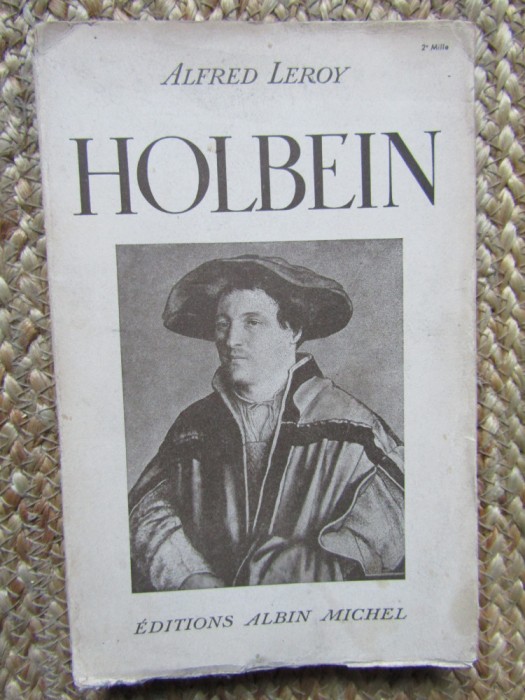 2e Mille
ALFRED LEROY
HOLBEIN
ÉDITIONS ALBIN MICHEL